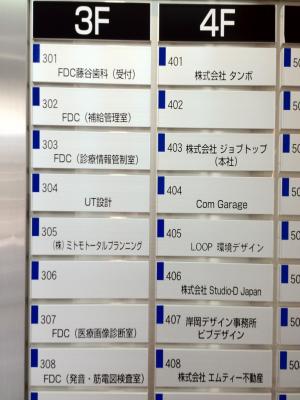 3F
301
FDC藤谷歯科（受付）
302
FDC（補給管理室）
303
FDC（診療情報管制室）
304
UT設計
305
（株）ミトモトータルプランニング
306
307
FDC（医療画像診断室）
308
FDC（発音・筋電図検査室）
4F
401
株式会社 タンボ
402
403 株式会社 ジョブトップ
（本社）
404
Com Garage
405
LOOP 環境デザイン
406
株式会社 Studio-D Japan
407 岸岡デザイン事務所
ビブデザイン
408
株式会社 エムティー不動産